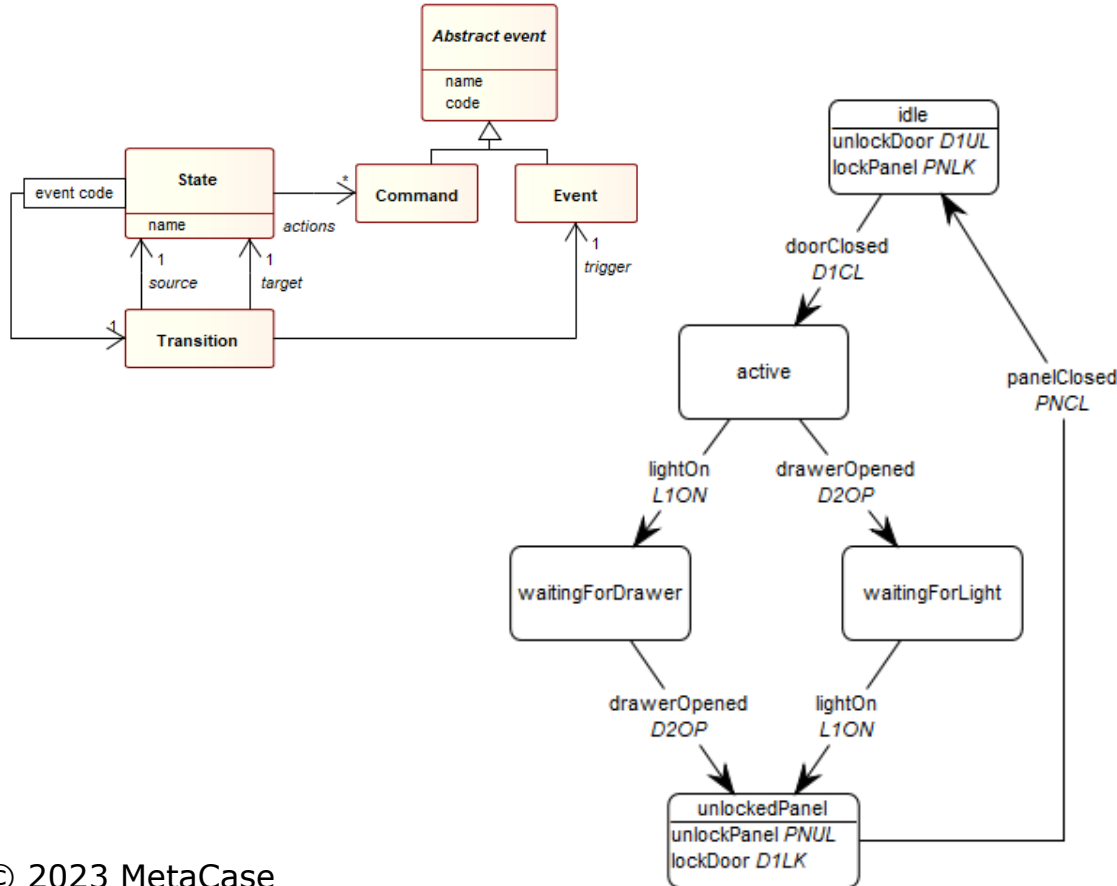 Abstract event
name
code
State
name
event code
*
actions
Command
Event
1
source
1
target
1
trigger
1
Transition
idle
unlockDoor D1UL
lockPanel PNLK
doorClosed
D1CL
active
panelClosed
PNCL
lightOn
L1ON
drawerOpened
D2OP
waitingForDrawer
waitingForLight
drawerOpened
D2OP
lightOn
L1ON
unlockedPanel
unlockPanel PNUL
lockDoor D1LK
© 2023 MetaCase